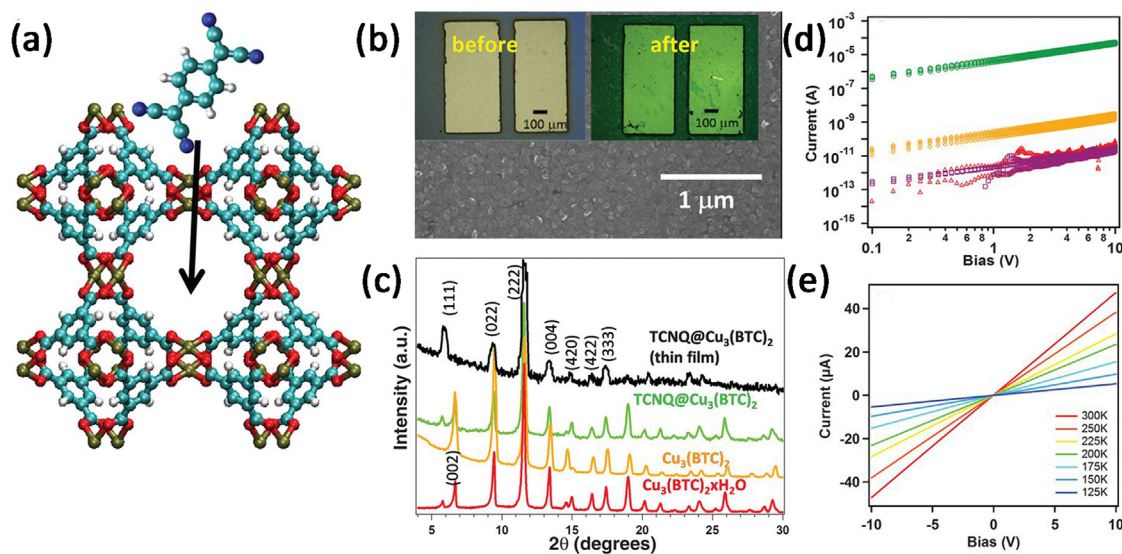 (a)
(b)
before
after
100 μm
100 μm
1 μm
(c)
Intensity (a.u.)
(111)
(002)
(022)
(222)
(004)
(420)
(422)
(333)
TCNQ@Cu₃(BTC)₂
(thin film)
TCNQ@Cu₃(BTC)₂
Cu₃(BTC)₂
Cu₃(BTC)₂xH₂O
5 10 15 20 25 30
2θ (degrees)
(d)
Current (A)
10⁻³
10⁻⁵
10⁻⁷
10⁻⁹
10⁻¹¹
10⁻¹³
10⁻¹⁵
0.1 2 4 6 8 1 2 4 6 8 10
Bias (V)
(e)
Current (µA)
40
20
0
-20
-40
300K
250K
225K
200K
175K
150K
125K
-10 -5 0 5 10
Bias (V)